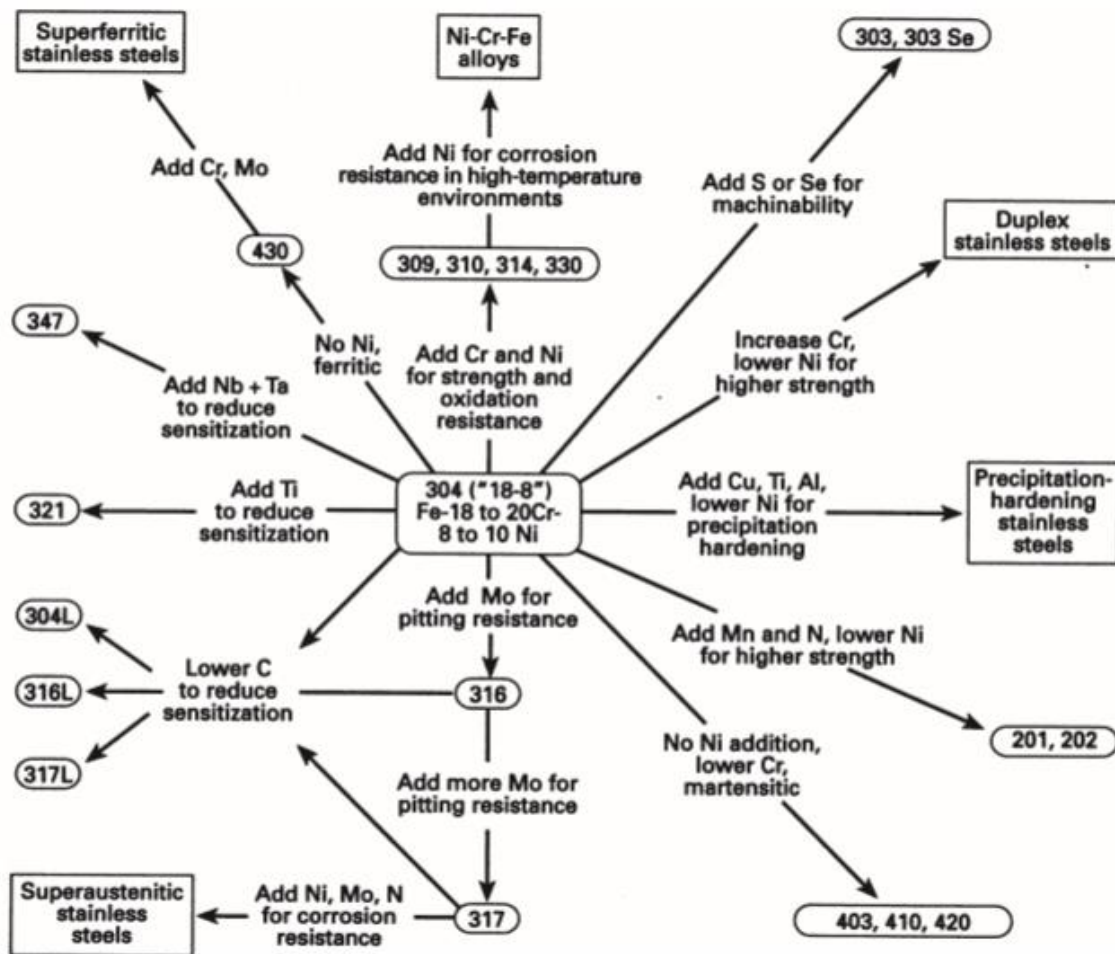 Superferritic
stainless steels
Ni-Cr-Fe
alloys
303, 303 Se
Add Cr, Mo
Add Ni for corrosion
resistance in high-temperature
environments
Add S or Se for
machinability
Duplex
stainless steels
430
309, 310, 314, 330
347
No Ni,
ferritic
Add Cr and Ni
for strength and
oxidation
resistance
Increase Cr,
lower Ni for
higher strength
Add Nb + Ta
to reduce
sensitization
304 ("18-8")
Fe-18 to 20Cr-
8 to 10 Ni
Add Cu, Ti, Al,
lower Ni for
precipitation
hardening
Precipitation-
hardening
stainless
steels
321
Add Ti
to reduce
sensitization
Add Mo for
pitting resistance
Add Mn and N, lower Ni
for higher strength
304L
316L
317L
Lower C
to reduce
sensitization
316
201, 202
No Ni addition,
lower Cr,
martensitic
Add more Mo for
pitting resistance
Superaustenitic
stainless
steels
Add Ni, Mo, N
for corrosion
resistance
317
403, 410, 420